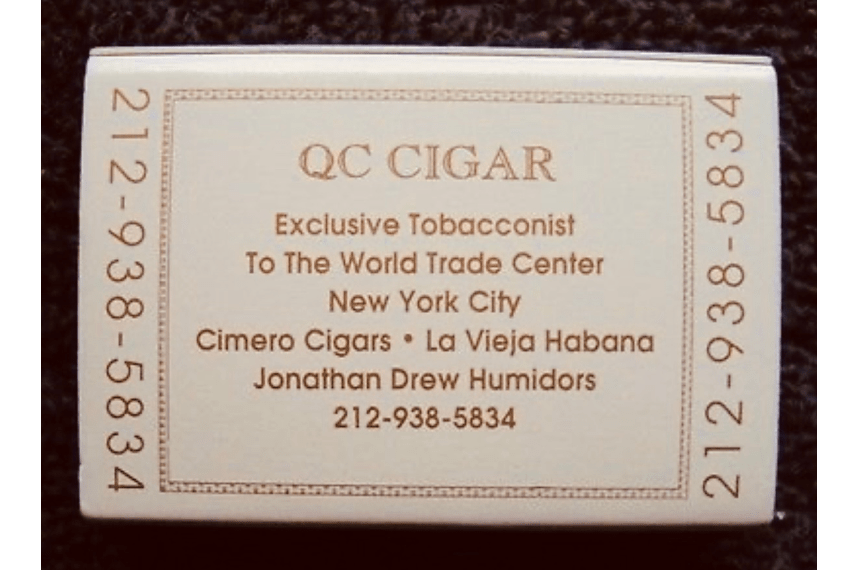 212-938-5834
QC CIGAR
Exclusive Tobacconist
To The World Trade Center
New York City
Cimero Cigars • La Vieja Habana
Jonathan Drew Humidors
212-938-5834
212-938-5834